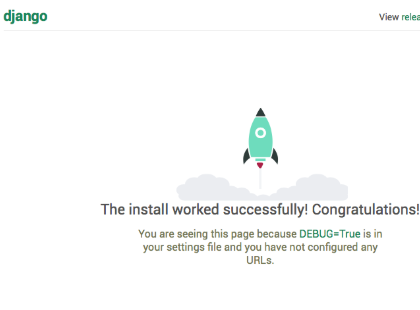 django
View relea
The install worked successfully! Congratulations!
You are seeing this page because DEBUG=True is in
your settings file and you have not configured any
URLs.